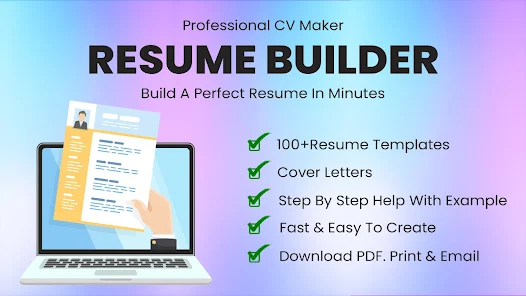 Professional CV Maker
RESUME BUILDER
Build A Perfect Resume In Minutes
100+Resume Templates
Cover Letters
Step By Step Help With Example
Fast & Easy To Create
Download PDF. Print & Email